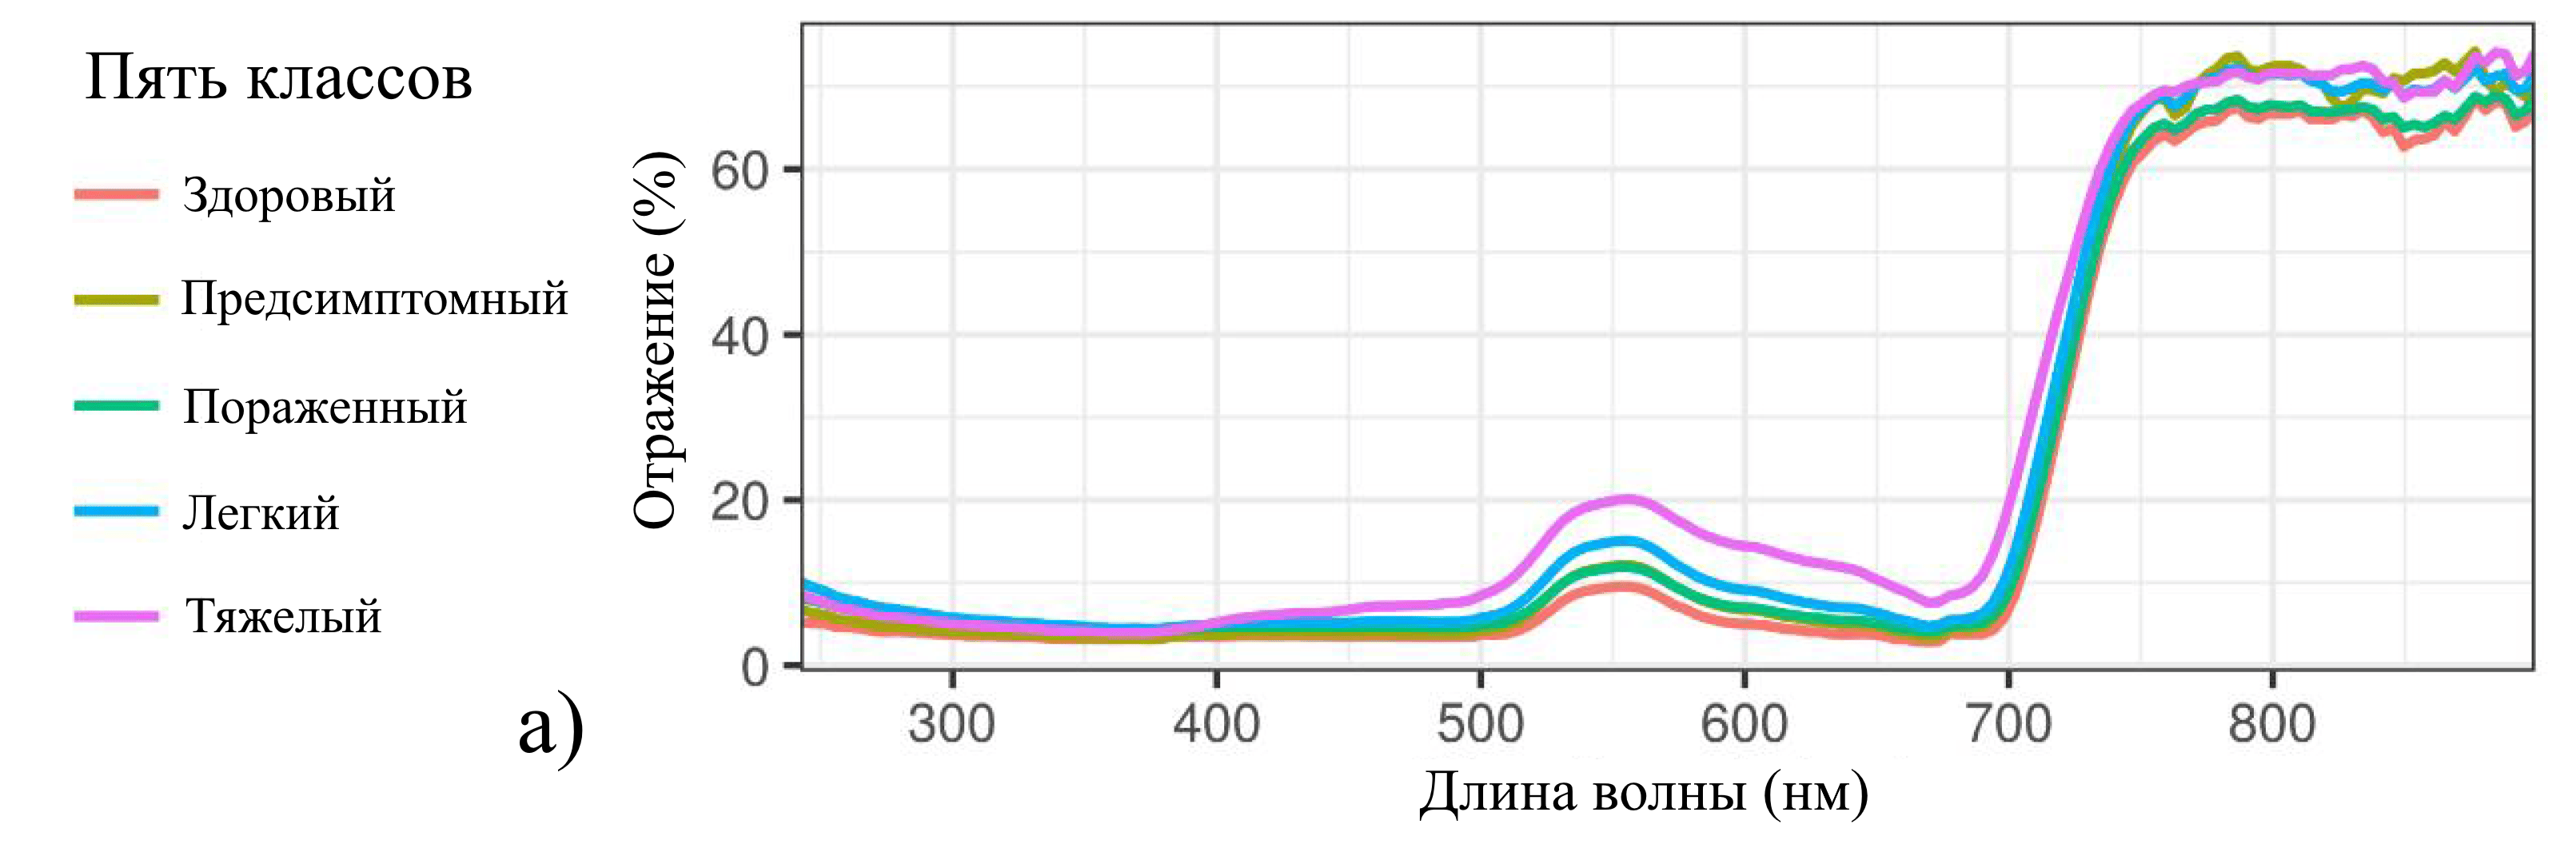 Пять классов
Здоровый
Предсимптомный
Пораженный
Легкий
Тяжелый
а)
Отражение (%)
60
40
20
0
300 400 500 600 700 800
Длина волны (нм)